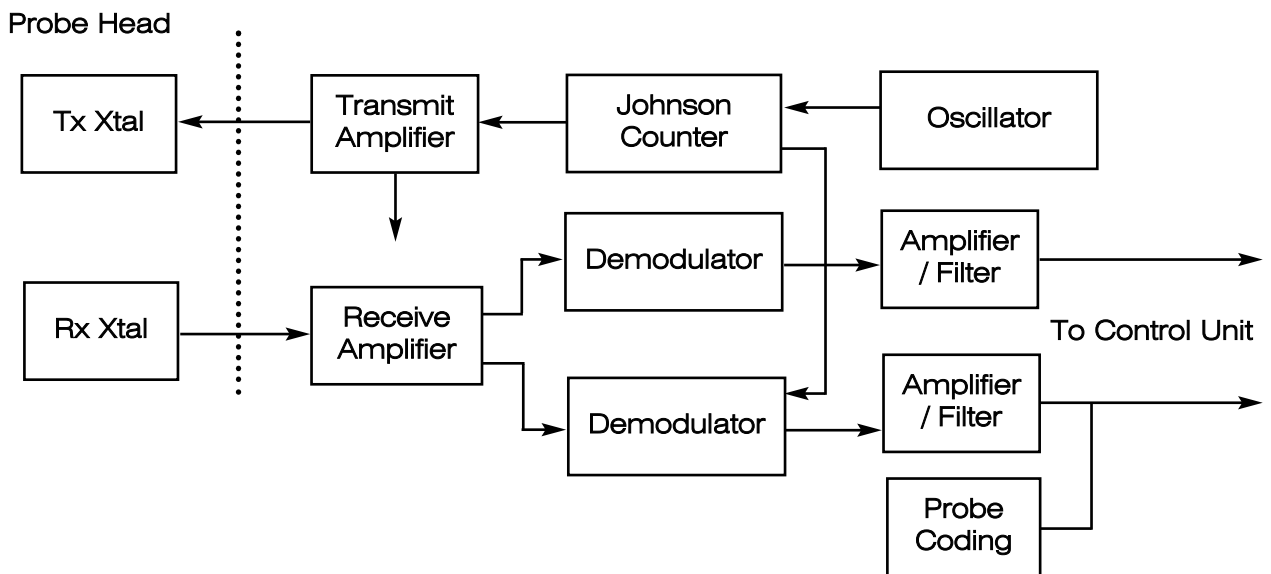 Probe Head
Tx Xtal
Transmit
Amplifier
Johnson
Counter
Oscillator
Demodulator
Amplifier
/ Filter
Rx Xtal
Receive
Amplifier
To Control Unit
Demodulator
Amplifier
/ Filter
Probe
Coding